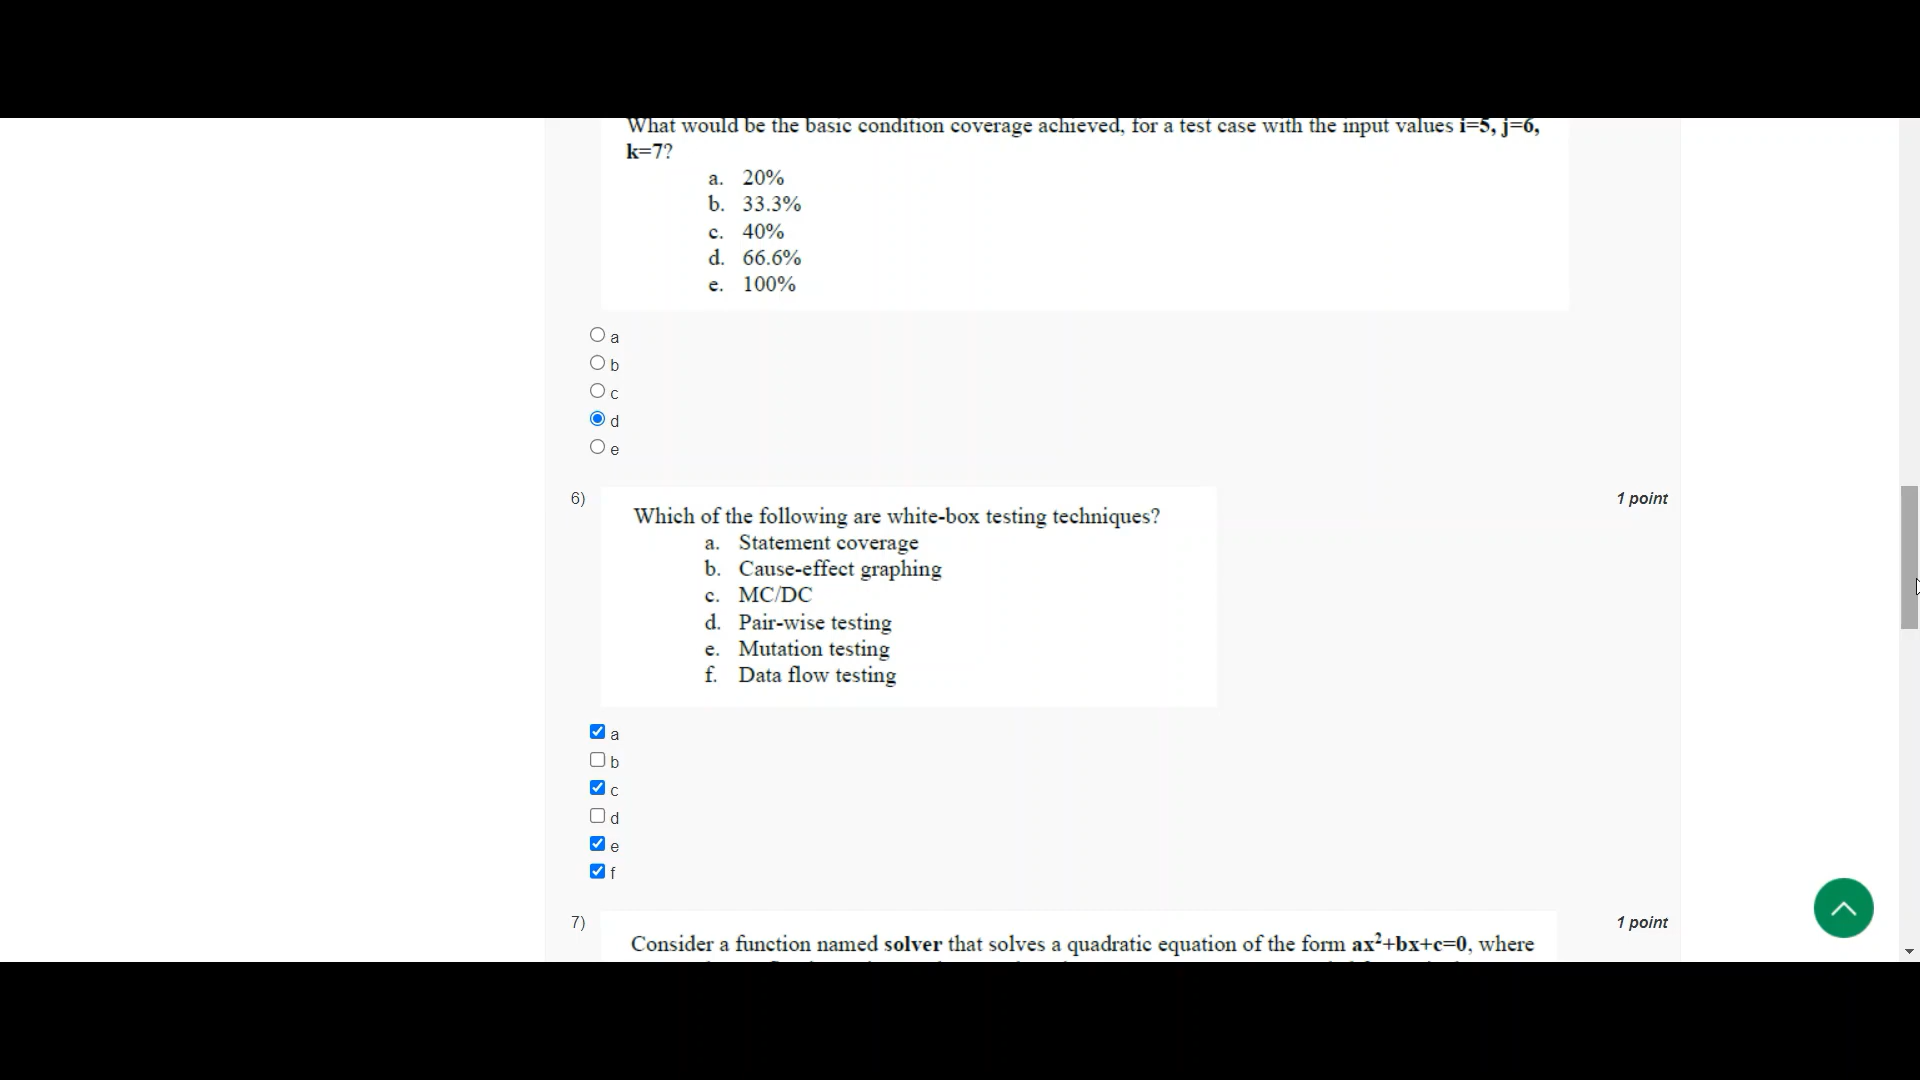 What would be the basic condition coverage achieved, for a test case with the input values i=5, j=6,
k=7?
a. 20%
b. 33.3%
c. 40%
d. 66.6%
e. 100%
a
b
c
d
e
6)
1 point
Which of the following are white-box testing techniques?
a. Statement coverage
b. Cause-effect graphing
c. MC/DC
d. Pair-wise testing
e. Mutation testing
f. Data flow testing
a
b
c
d
e
f
7)
1 point
Consider a function named solver that solves a quadratic equation of the form ax²+bx+c=0, where